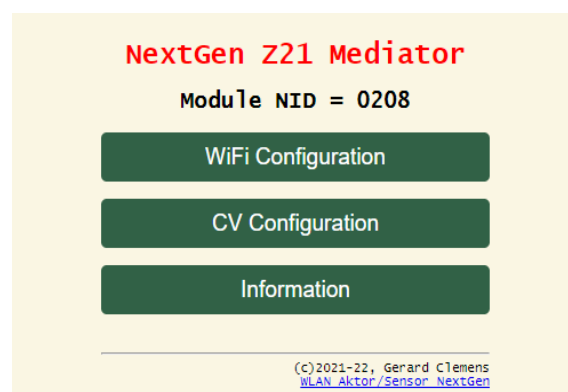 NextGen Z21 Mediator
Module NID = 0208
WiFi Configuration
CV Configuration
Information
(c)2021-22, Gerard Clemens
WLAN Aktor/Sensor NextGen